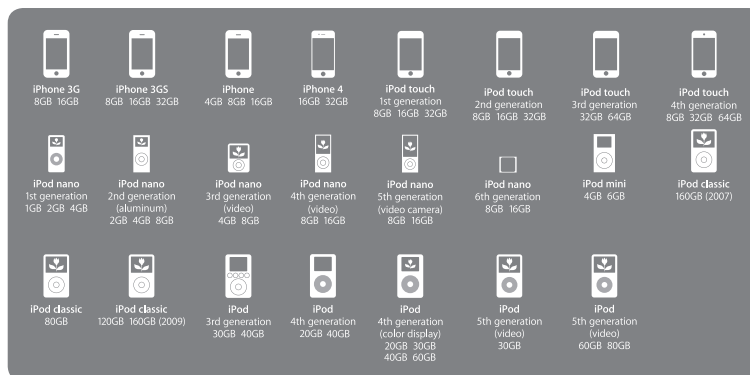 iPhone 3G
8GB 16GB
iPhone 3GS
8GB 16GB 32GB
iPhone
4GB 8GB 16GB
iPhone 4
16GB 32GB
iPod touch
1st generation
8GB 16GB 32GB
iPod touch
2nd generation
8GB 16GB 32GB
iPod touch
3rd generation
32GB 64GB
iPod touch
4th generation
8GB 32GB 64GB
iPod nano
1st generation
1GB 2GB 4GB
iPod nano
2nd generation
(aluminum)
2GB 4GB 8GB
iPod nano
3rd generation
(video)
4GB 8GB
iPod nano
4th generation
(video)
8GB 16GB
iPod nano
5th generation
(video camera)
8GB 16GB
iPod nano
6th generation
8GB 16GB
iPod mini
4GB 6GB
iPod classic
160GB (2007)
iPod classic
80GB
iPod classic
120GB 160GB (2009)
iPod
3rd generation
30GB 40GB
iPod
4th generation
20GB 40GB
iPod
4th generation
(color display)
20GB 30GB
40GB 60GB
iPod
5th generation
(video)
30GB
iPod
5th generation
(video)
60GB 80GB